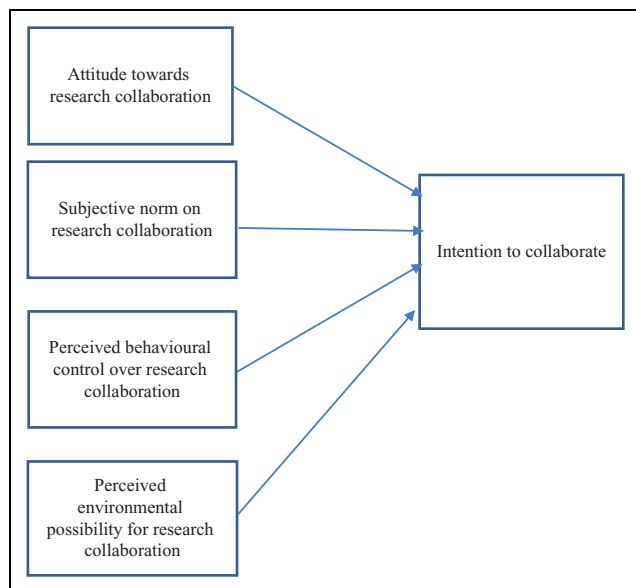 Attitude towards
research collaboration
Subjective norm on
research collaboration
Intention to collaborate
Perceived behavioural
control over research
collaboration
Perceived
environmental
possibility for research
collaboration